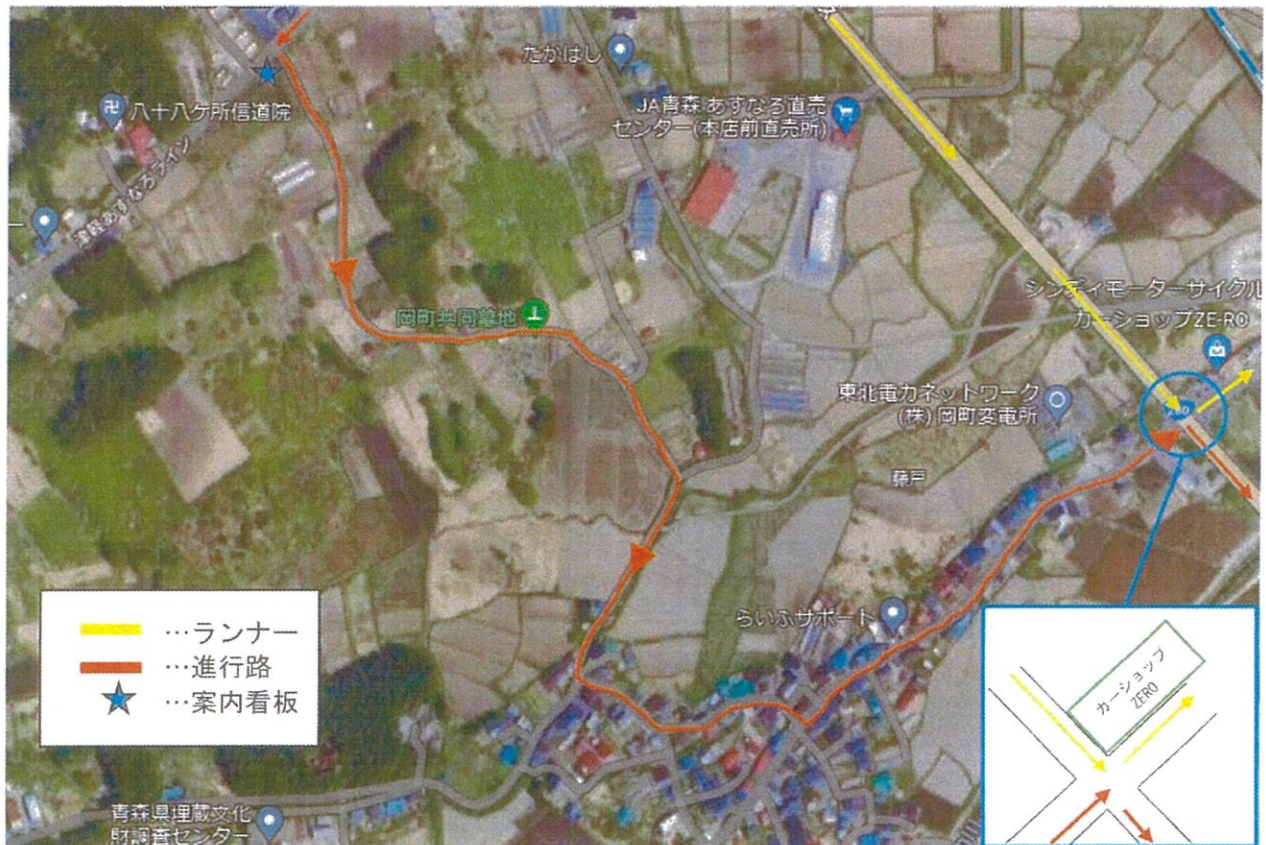 たかはし
JA青森 あすなろ直売
センター(本店前直売所)
八十八ケ所信道院
津軽あすなろライン
岡町共同墓地
シンディモーターサイクル
カーショップZE-RO
280
東北電力ネットワーク
(株) 岡町変電所
藤戸
らいふサポート
…ランナー
…進行路
…案内看板
カーショップ
ZERO
青森県埋蔵文化
財調査センター